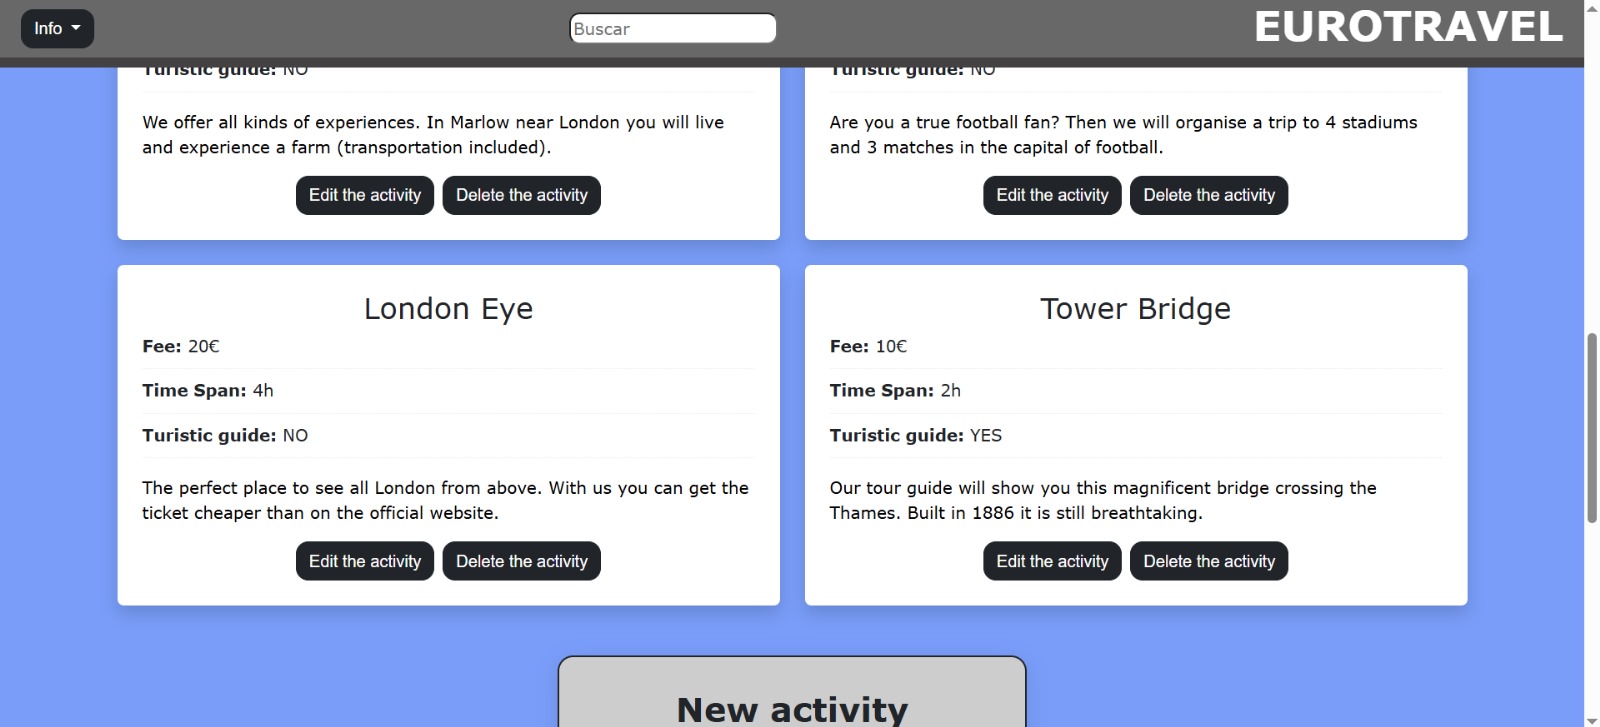 Info
Buscar
EUROTRAVEL
Turistic guide: NO
We offer all kinds of experiences. In Marlow near London you will live
and experience a farm (transportation included).
Edit the activity
Delete the activity
Turistic guide: NO
Are you a true football fan? Then we will organise a trip to 4 stadiums
and 3 matches in the capital of football.
Edit the activity
Delete the activity
London Eye
Fee: 20€
Time Span: 4h
Turistic guide: NO
The perfect place to see all London from above. With us you can get the
ticket cheaper than on the official website.
Edit the activity
Delete the activity
Tower Bridge
Fee: 10€
Time Span: 2h
Turistic guide: YES
Our tour guide will show you this magnificent bridge crossing the
Thames. Built in 1886 it is still breathtaking.
Edit the activity
Delete the activity
New activity